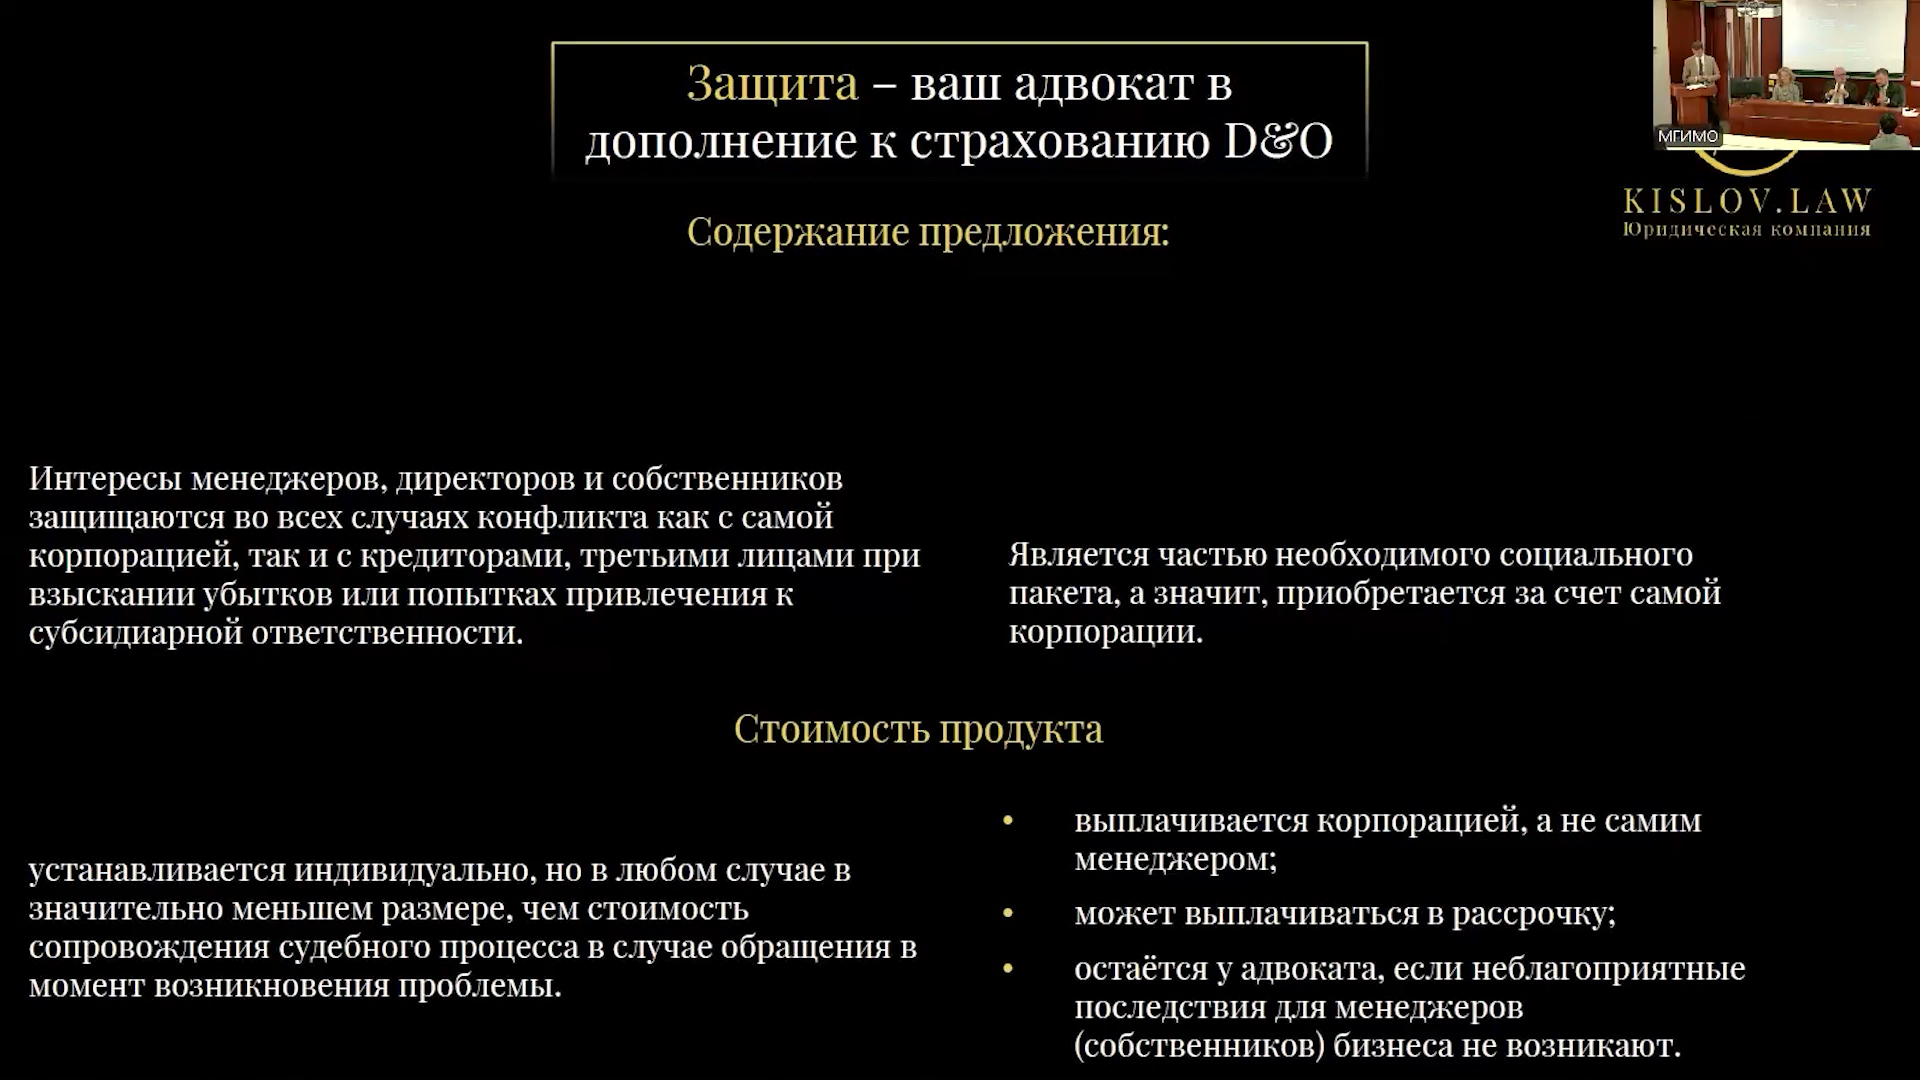 Защита – ваш адвокат в
дополнение к страхованию D&O
МГИМО
KISLOV.LAW
Юридическая компания
Содержание предложения:
Интересы менеджеров, директоров и собственников
защищаются во всех случаях конфликта как с самой
корпорацией, так и с кредиторами, третьими лицами при
взыскании убытков или попытках привлечения к
субсидиарной ответственности.
Является частью необходимого социального
пакета, а значит, приобретается за счет самой
корпорации.
Стоимость продукта
устанавливается индивидуально, но в любом случае в
значительно меньшем размере, чем стоимость
сопровождения судебного процесса в случае обращения в
момент возникновения проблемы.
• выплачивается корпорацией, а не самим
менеджером;
• может выплачиваться в рассрочку;
• остаётся у адвоката, если неблагоприятные
последствия для менеджеров
(собственников) бизнеса не возникают.